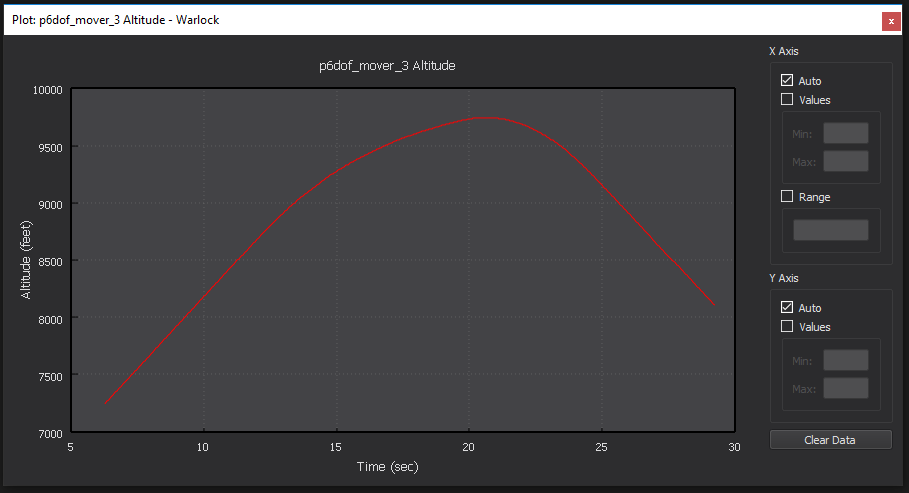 Plot: p6dof_mover_3 Altitude - Warlock
x
p6dof_mover_3 Altitude
Altitude (feet)
10000
9500
9000
8500
8000
7500
7000
5
10
15
20
25
30
Time (sec)
X Axis
Auto
Values
Min:
Max:
Range
Y Axis
Auto
Values
Min:
Max:
Clear Data